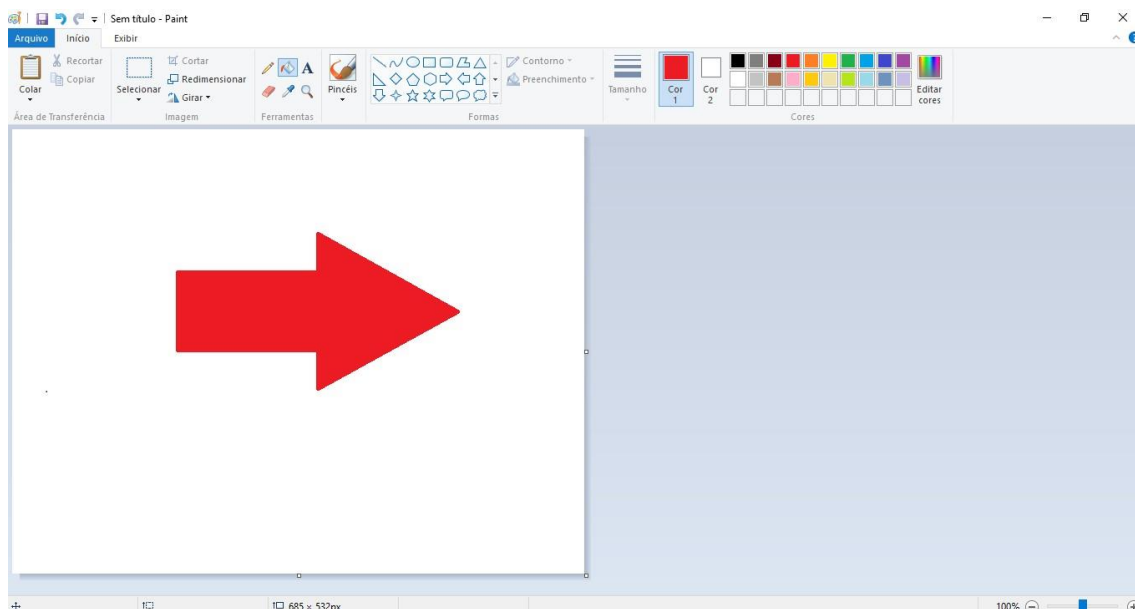 Sem título - Paint
Arquivo Início Exibir
Colar
Recortar
Copiar
Área de Transferência
Selecionar
Cortar
Redimensionar
Girar
Imagem
A
Ferramentas
Pincéis
Contorno
Preenchimento
Formas
Tamanho
Cor
1
Cor
2
Editar
cores
Cores
685 × 532px
100%